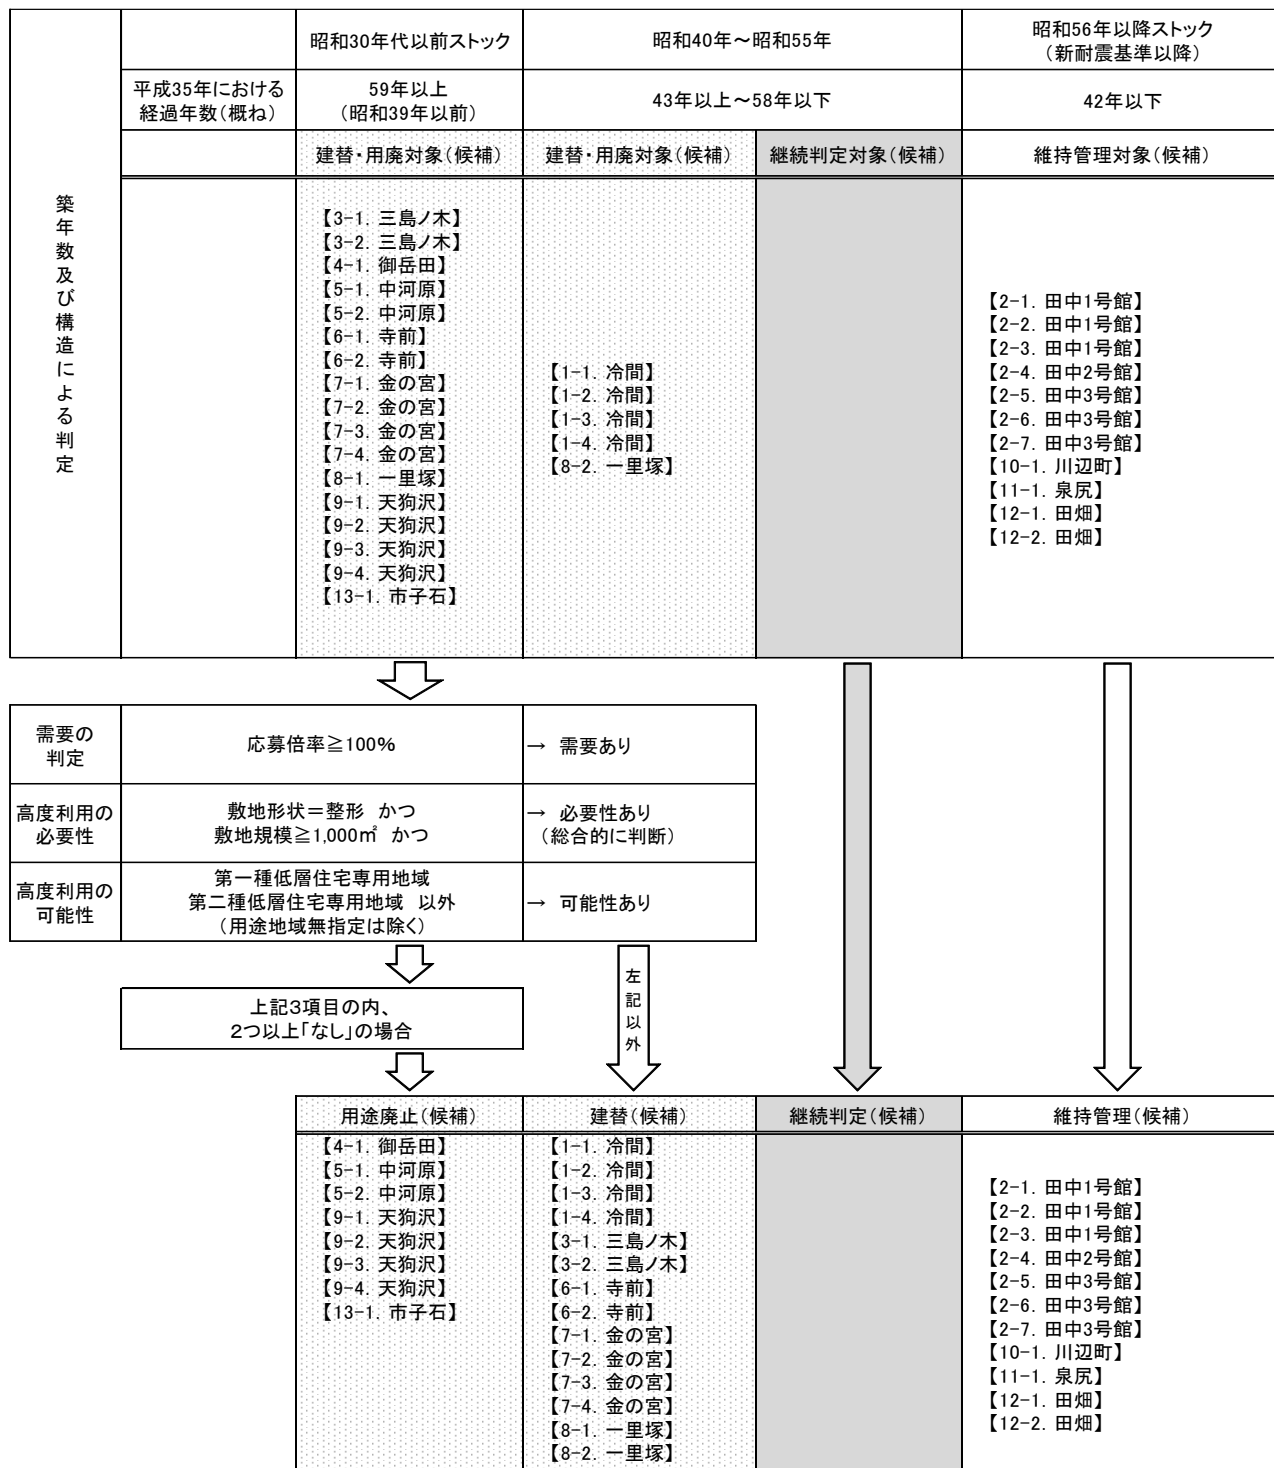 築年数及び構造による判定
昭和30年代以前ストック
昭和40年～昭和55年
昭和56年以降ストック
（新耐震基準以降）
平成35年における
経過年数（概ね）
59年以上
（昭和39年以前）
43年以上～58年以下
42年以下
建替・用廃対象（候補）
建替・用廃対象（候補）
継続判定対象（候補）
維持管理対象（候補）
【3-1．三島ノ木】
【3-2．三島ノ木】
【4-1．御岳田】
【5-1．中河原】
【5-2．中河原】
【6-1．寺前】
【6-2．寺前】
【7-1．金の宮】
【7-2．金の宮】
【7-3．金の宮】
【7-4．金の宮】
【8-1．一里塚】
【9-1．天狗沢】
【9-2．天狗沢】
【9-3．天狗沢】
【9-4．天狗沢】
【13-1．市子石】
【1-1．冷間】
【1-2．冷間】
【1-3．冷間】
【1-4．冷間】
【8-2．一里塚】
【2-1．田中1号館】
【2-2．田中1号館】
【2-3．田中1号館】
【2-4．田中2号館】
【2-5．田中3号館】
【2-6．田中3号館】
【2-7．田中3号館】
【10-1．川辺町】
【11-1．泉尻】
【12-1．田畑】
【12-2．田畑】
需要の
判定
応募倍率≧100%
→ 需要あり
高度利用の
必要性
敷地形状＝整形 かつ
敷地規模≧1,000㎡ かつ
→ 必要性あり
（総合的に判断）
高度利用の
可能性
第一種低層住宅専用地域
第二種低層住宅専用地域 以外
（用途地域無指定は除く）
→ 可能性あり
上記3項目の内、
2つ以上「なし」の場合
左記以外
用途廃止（候補）
建替（候補）
継続判定（候補）
維持管理（候補）
【4-1．御岳田】
【5-1．中河原】
【5-2．中河原】
【9-1．天狗沢】
【9-2．天狗沢】
【9-3．天狗沢】
【9-4．天狗沢】
【13-1．市子石】
【1-1．冷間】
【1-2．冷間】
【1-3．冷間】
【1-4．冷間】
【3-1．三島ノ木】
【3-2．三島ノ木】
【6-1．寺前】
【6-2．寺前】
【7-1．金の宮】
【7-2．金の宮】
【7-3．金の宮】
【7-4．金の宮】
【8-1．一里塚】
【8-2．一里塚】
【2-1．田中1号館】
【2-2．田中1号館】
【2-3．田中1号館】
【2-4．田中2号館】
【2-5．田中3号館】
【2-6．田中3号館】
【2-7．田中3号館】
【10-1．川辺町】
【11-1．泉尻】
【12-1．田畑】
【12-2．田畑】